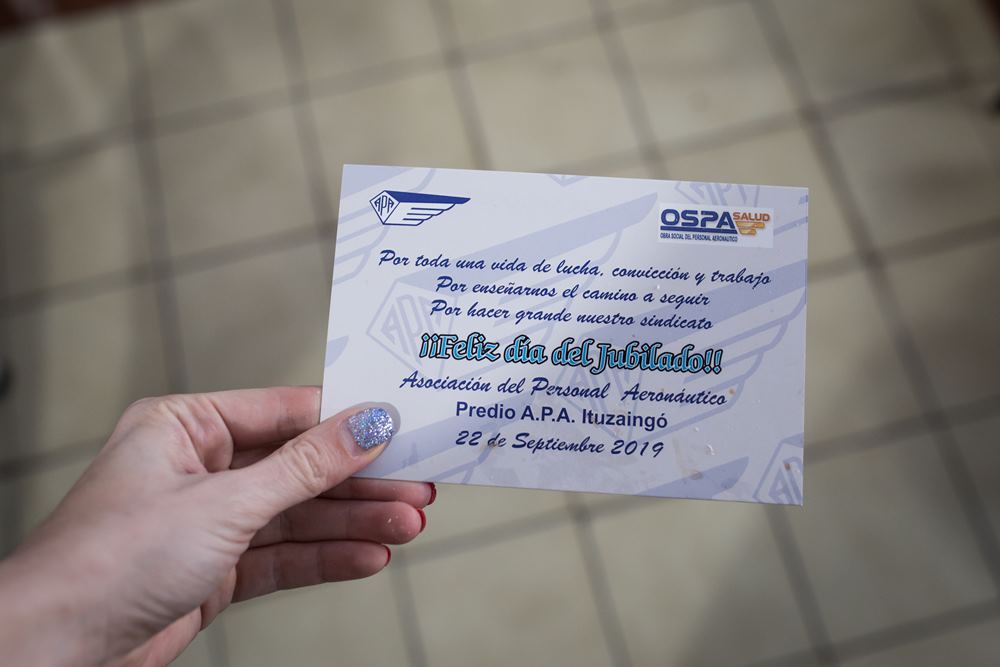 APA
OSPA SALUD
OBRA SOCIAL DEL PERSONAL AERONAUTICO
Por toda una vida de lucha, convicción y trabajo
Por enseñarnos el camino a seguir
Por hacer grande nuestro sindicato
¡¡Feliz día del Jubilado!!
Asociación del Personal Aeronáutico
Predio A.P.A. Ituzaingó
22 de Septiembre 2019